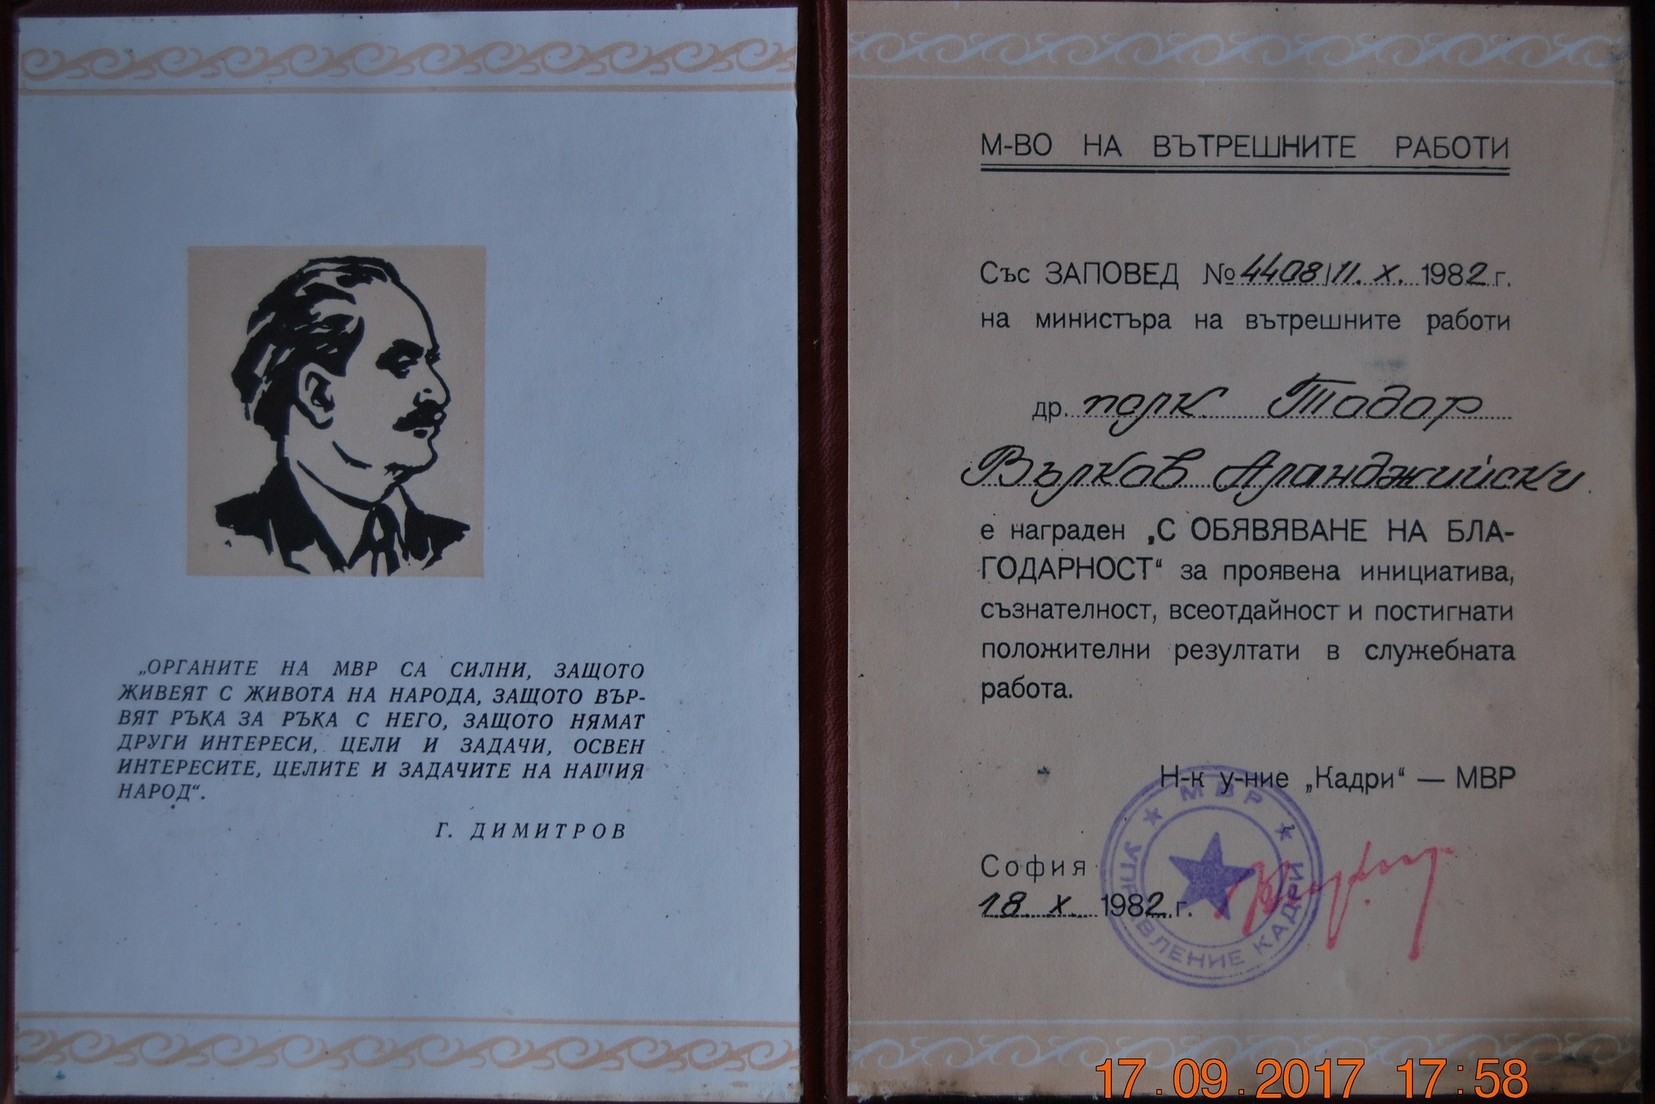 „ОРГАНИТЕ НА МВР СА СИЛНИ, ЗАЩОТО
ЖИВЕЯТ С ЖИВОТА НА НАРОДА, ЗАЩОТО ВЪР-
ВЯТ РЪКА ЗА РЪКА С НЕГО, ЗАЩОТО НЯМАТ
ДРУГИ ИНТЕРЕСИ, ЦЕЛИ И ЗАДАЧИ, ОСВЕН
ИНТЕРЕСИТЕ, ЦЕЛИТЕ И ЗАДАЧИТЕ НА НАШИЯ
НАРОД“.
Г. ДИМИТРОВ
М-ВО НА ВЪТРЕШНИТЕ РАБОТИ
Със ЗАПОВЕД № 4408/11. X. 1982 г.
на министъра на вътрешните работи
др. полк. Тодор
Вълков Аранджийски
е награден „С ОБЯВЯВАНЕ НА БЛА-
ГОДАРНОСТ“ за проявена инициатива,
съзнателност, всеотдайност и постигнати
положителни резултати в служебната
работа.
Н-к у-ние „Кадри“ — МВР
София
18. X. 1982 г.
МВР
УПРАВЛЕНИЕ КАДРИ
17.09.2017 17:58